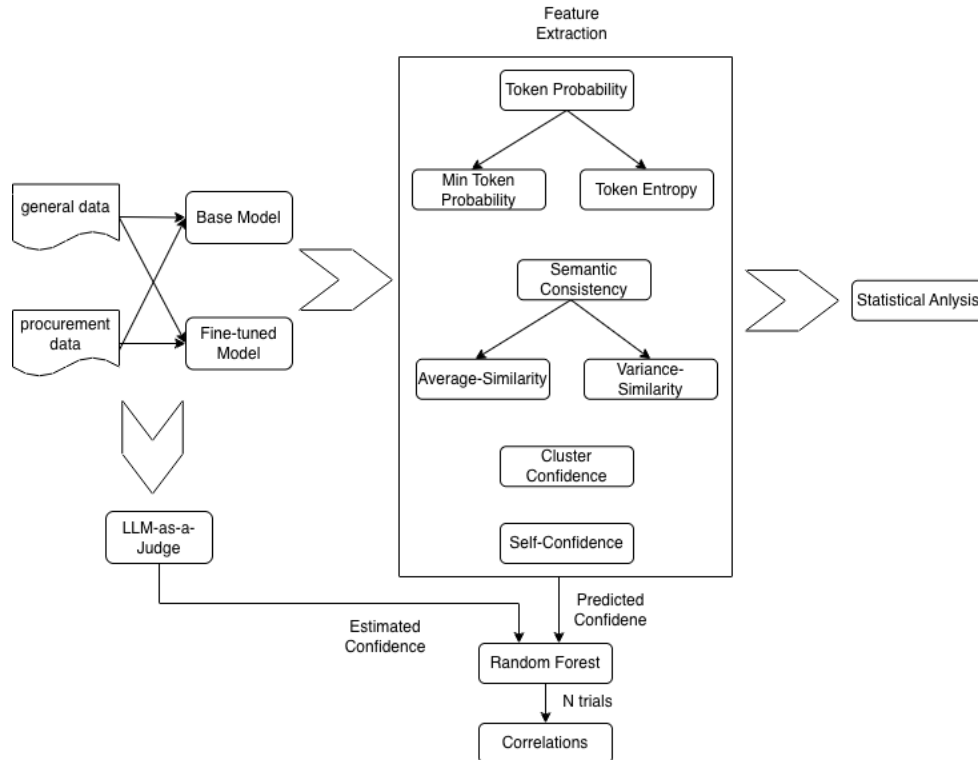 Feature
Extraction
Token Probability
Min Token
Probability
Token Entropy
general data
Base Model
Semantic
Consistency
Statistical Anlysis
procurement
data
Fine-tuned
Model
Average-Similarity
Variance-
Similarity
Cluster
Confidence
LLM-as-a-
Judge
Self-Confidence
Estimated
Confidence
Predicted
Confidene
Random Forest
N trials
Correlations